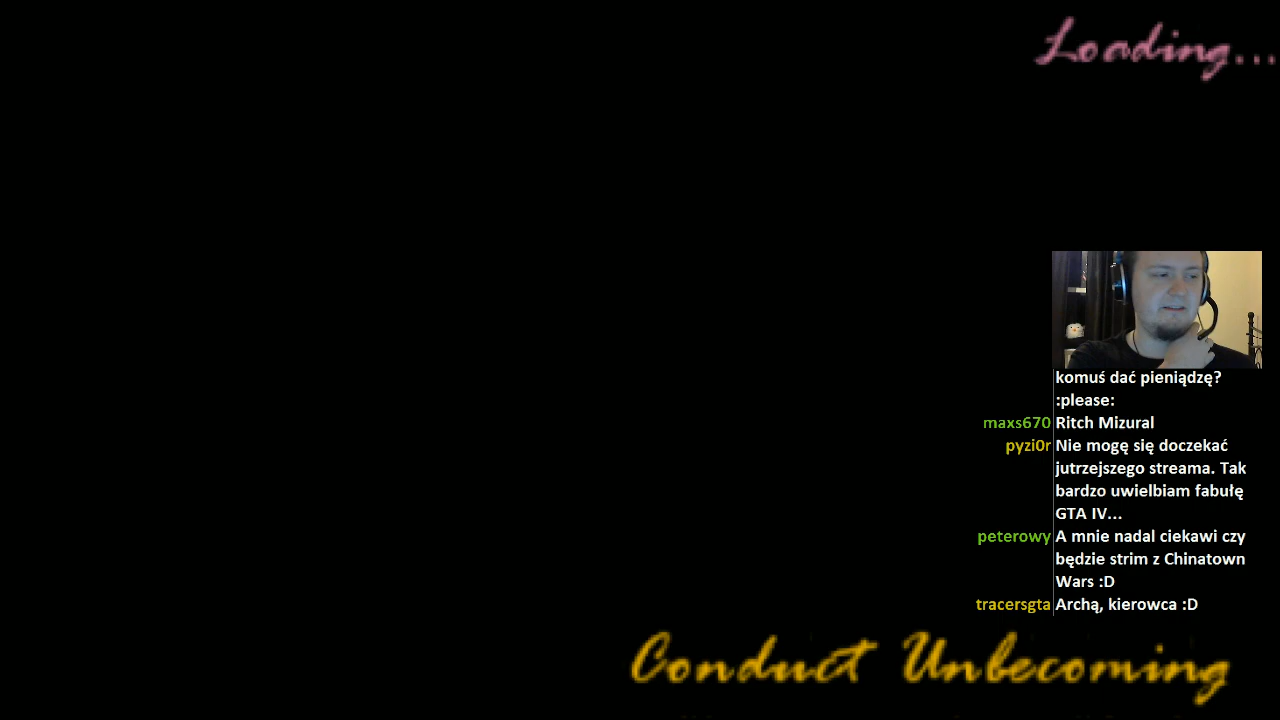 Loading...
komuś dać pieniądzę?
:please:
maxs670 Ritch Mizural
pyzi0r Nie mogę się doczekać
jutrzejszego streama. Tak
bardzo uwielbiam fabułę
GTA IV...
peterowy A mnie nadal ciekawi czy
będzie strim z Chinatown
Wars :D
tracersgta Archą, kierowca :D
Conduct Unbecoming